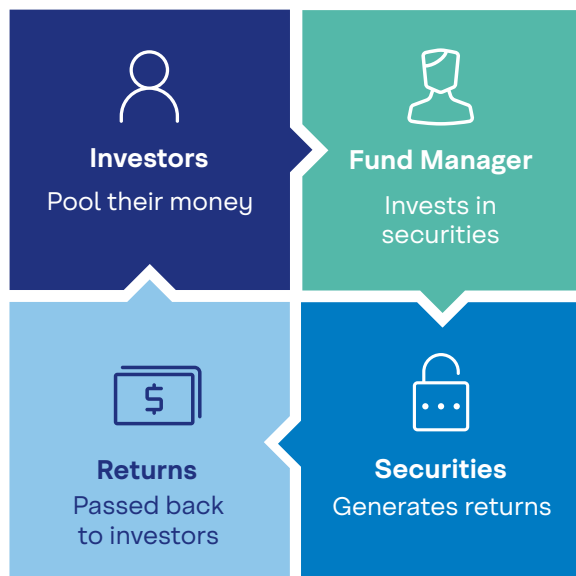 Investors
Pool their money
Fund Manager
Invests in
securities
Securities
Generates returns
$
Returns
Passed back
to investors